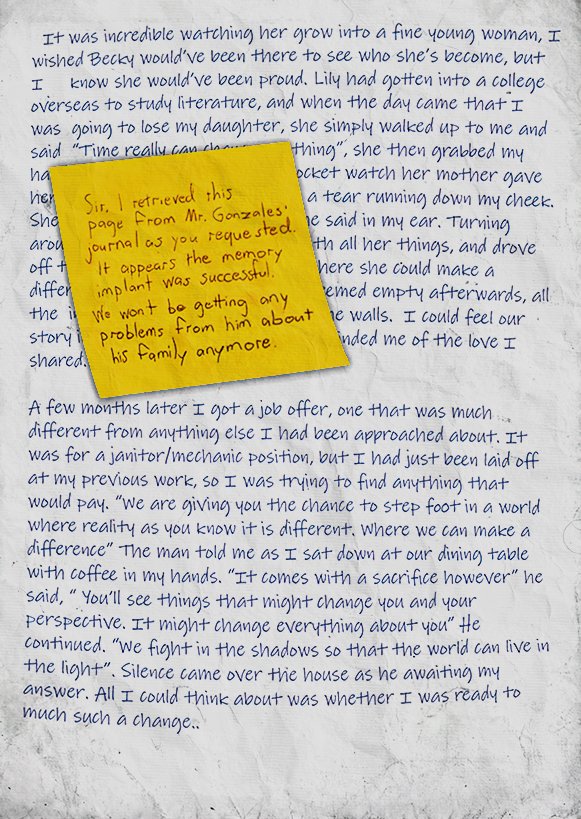 It was incredible watching her grow into a fine young woman, I
wished Becky would've been there to see who she's become, but
I know she would've been proud. Lily had gotten into a college
overseas to study literature, and when the day came that I
was going to lose my daughter, she simply walked up to me and
said "Time really can thing", she then grabbed my
ha ocket watch her mother gave
her a tear running down my cheek.
She he said in my ear. Turning
arou th all her things, and drove
off t here she could make a
differ emed empty afterwards, all
the he walls. I could feel our
story nded me of the love I
shared.
Sir, I retrieved this
page from Mr. Gonzales'
journal as you requested.
It appears the memory
implant was successful.
We wont be getting any
problems from him about
his family anymore.
A few months later I got a job offer, one that was much
different from anything else I had been approached about. It
was for a janitor/mechanic position, but I had just been laid off
at my previous work, so I was trying to find anything that
would pay. "We are giving you the chance to step foot in a world
where reality as you know it is different. Where we can make a
difference" The man told me as I sat down at our dining table
with coffee in my hands. "It comes with a sacrifice however" he
said, " You'll see things that might change you and your
perspective. It might change everything about you" He
continued. "We fight in the shadows so that the world can live in
the light". Silence came over the house as he awaiting my
answer. All I could think about was whether I was ready to
much such a change..